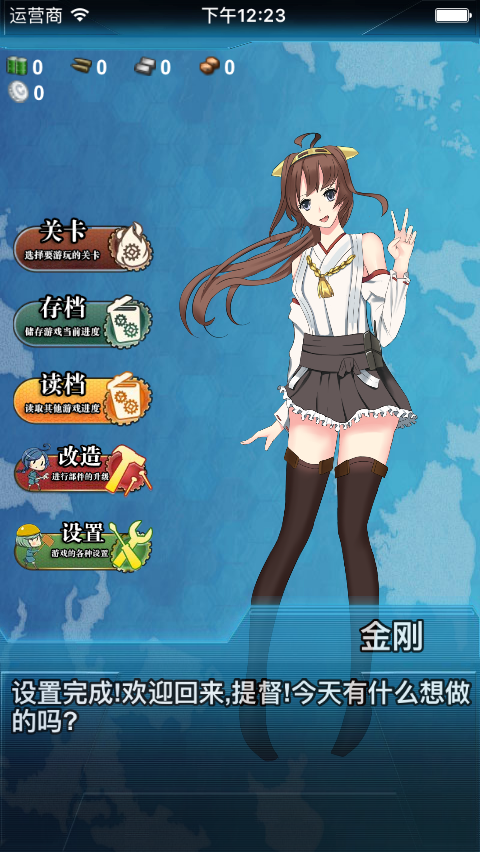 运营商 下午12:23
0 0 0 0
0
关卡
选择要游玩的关卡
存档
储存游戏当前进度
读档
读取其他游戏进度
改造
进行部件的升级
设置
游戏的各种设置
金刚
设置完成!欢迎回来,提督!今天有什么想做
的吗?